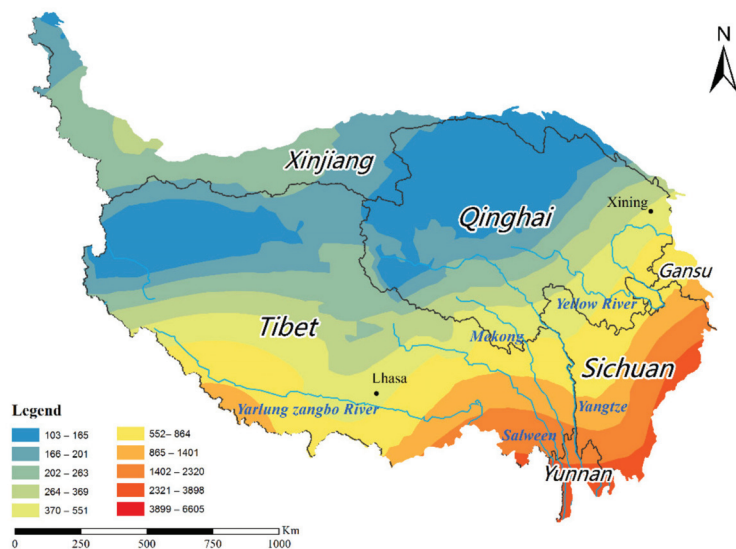 N
Xinjiang
Qinghai
Xining
Gansu
Yellow River
Tibet
Mekong
Sichuan
Lhasa
Yarlung zangbo River
Yangtze
Salween
Yunnan
Legend
103 – 165
166 – 201
202 – 263
264 – 369
370 – 551
552 – 864
865 – 1401
1402 – 2320
2321 – 3898
3899 – 6605
Km
0 250 500 750 1000